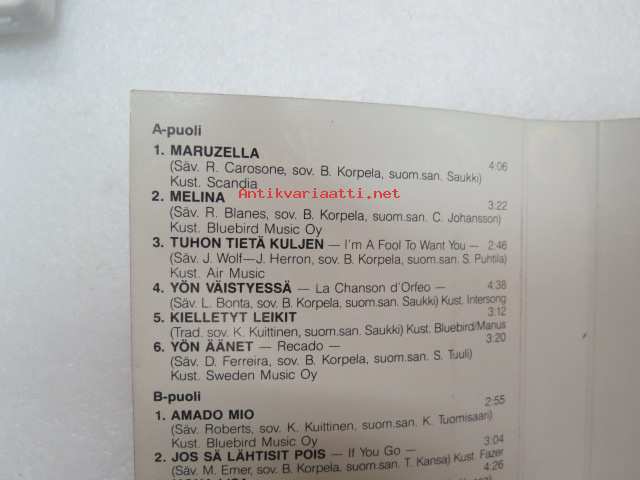 A-puoli
1. MARUZELLA 4:06
(Säv. R. Carosone, sov. B. Korpela, suom.san. Saukki)
Kust. Scandia
Antikvariaatti.net
2. MELINA 3:22
(Säv. R. Blanes, sov. B. Korpela, suom.san. C. Johansson)
Kust. Bluebird Music Oy
3. TUHON TIETÄ KULJEN — I'm A Fool To Want You — 2:46
(Säv. J. Wolf—J. Herron, sov. B. Korpela, suom.san. S. Puhtila)
Kust. Air Music
4. YÖN VÄISTYESSÄ — La Chanson d'Orfeo — 4:38
(Säv. L. Bonta, sov. B. Korpela, suom.san. Saukki) Kust. Intersong
5. KIELLETYT LEIKIT 3:12
(Trad. sov. K. Kuittinen, suom.san. Saukki) Kust. Bluebird/Manus
6. YÖN ÄÄNET — Recado — 3:20
(Säv. D. Ferreira, sov. B. Korpela, suom.san. S. Tuuli)
Kust. Sweden Music Oy
B-puoli
1. AMADO MIO 2:55
(Säv. Roberts, sov. K. Kuittinen, suom.san. K. Tuomisaari)
Kust. Bluebird Music Oy
2. JOS SÄ LÄHTISIT POIS — If You Go — 3:04
(Säv. M. Emer, sov. B. Korpela, suom.san. T. Kansa) Kust. Fazer
4:26